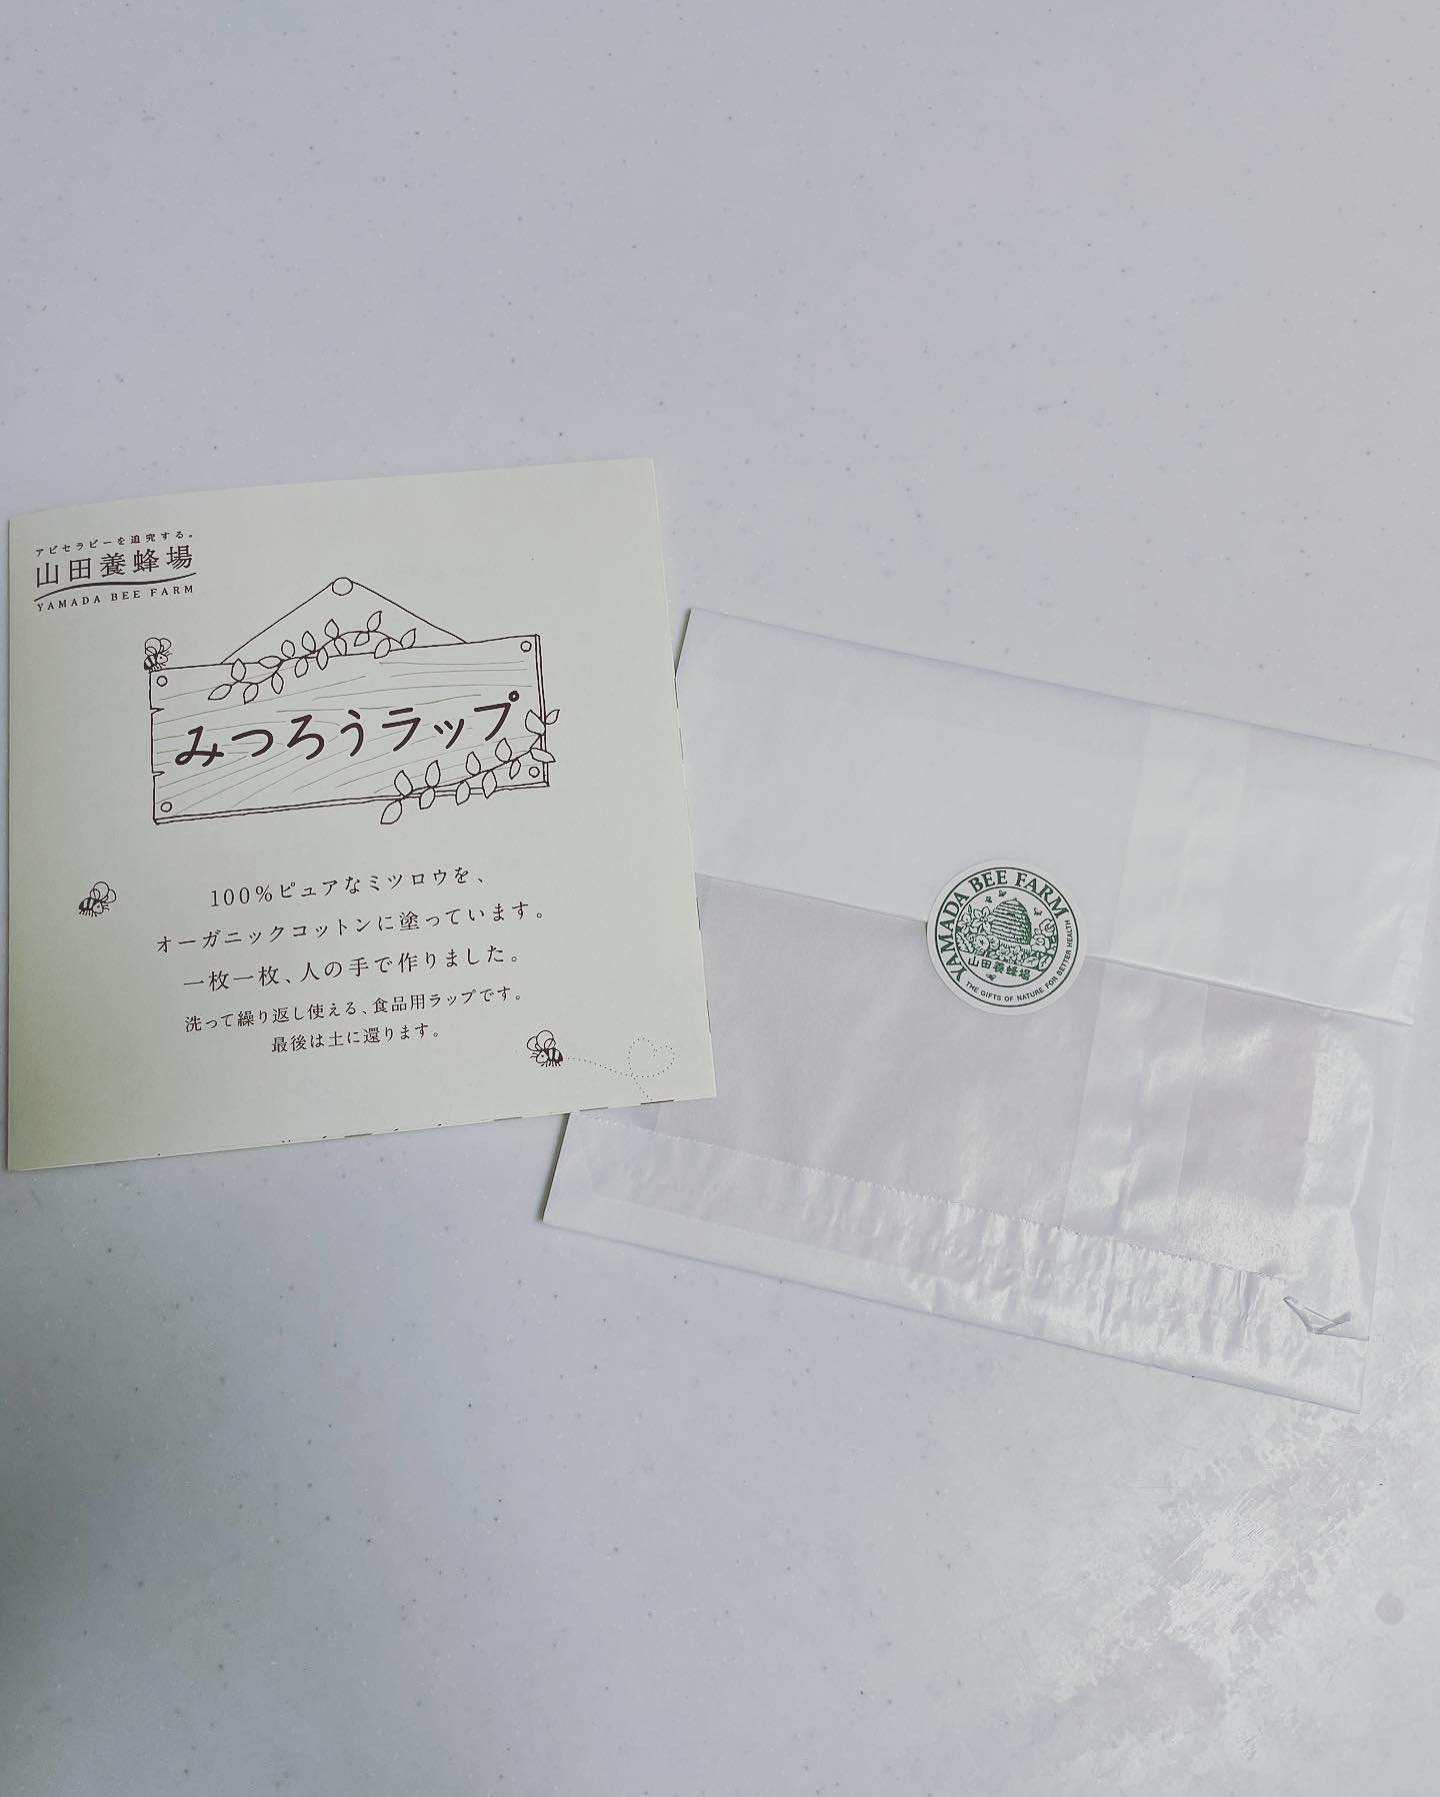 アピセラピーを追究する。
山田養蜂場
YAMADA BEE FARM
みつろうラップ
100%ピュアなミツロウを、
オーガニックコットンに塗っています。
一枚一枚、人の手で作りました。
洗って繰り返し使える、食品用ラップです。
最後は土に還ります。
YAMADA BEE FARM
山田養蜂場
THE GIFTS OF NATURE FOR BETTER HEALTH